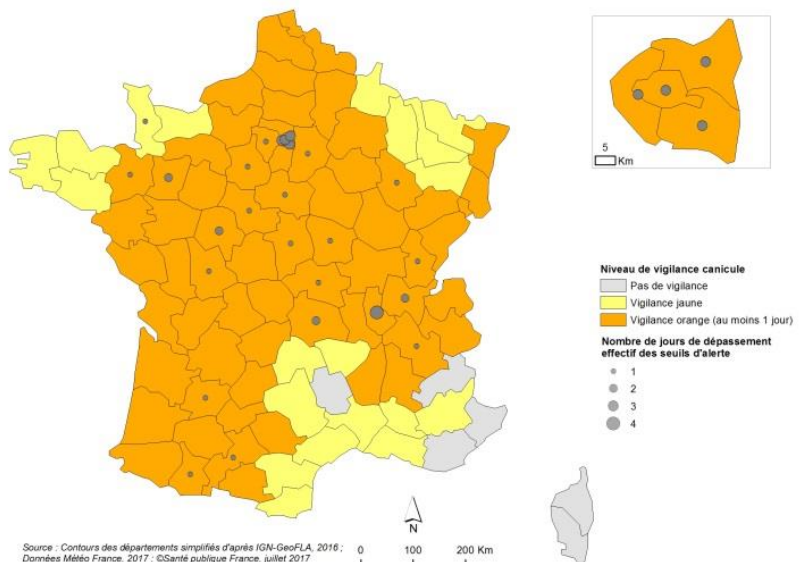 5
Km
Niveau de vigilance canicule
Pas de vigilance
Vigilance jaune
Vigilance orange (au moins 1 jour)
Nombre de jours de dépassement
effectif des seuils d'alerte
1
2
3
4
N
Source : Contours des départements simplifiés d'après IGN-GeoFLA, 2016 ;
Données Météo France, 2017 ; ©Santé publique France, juillet 2017
0 100 200 Km